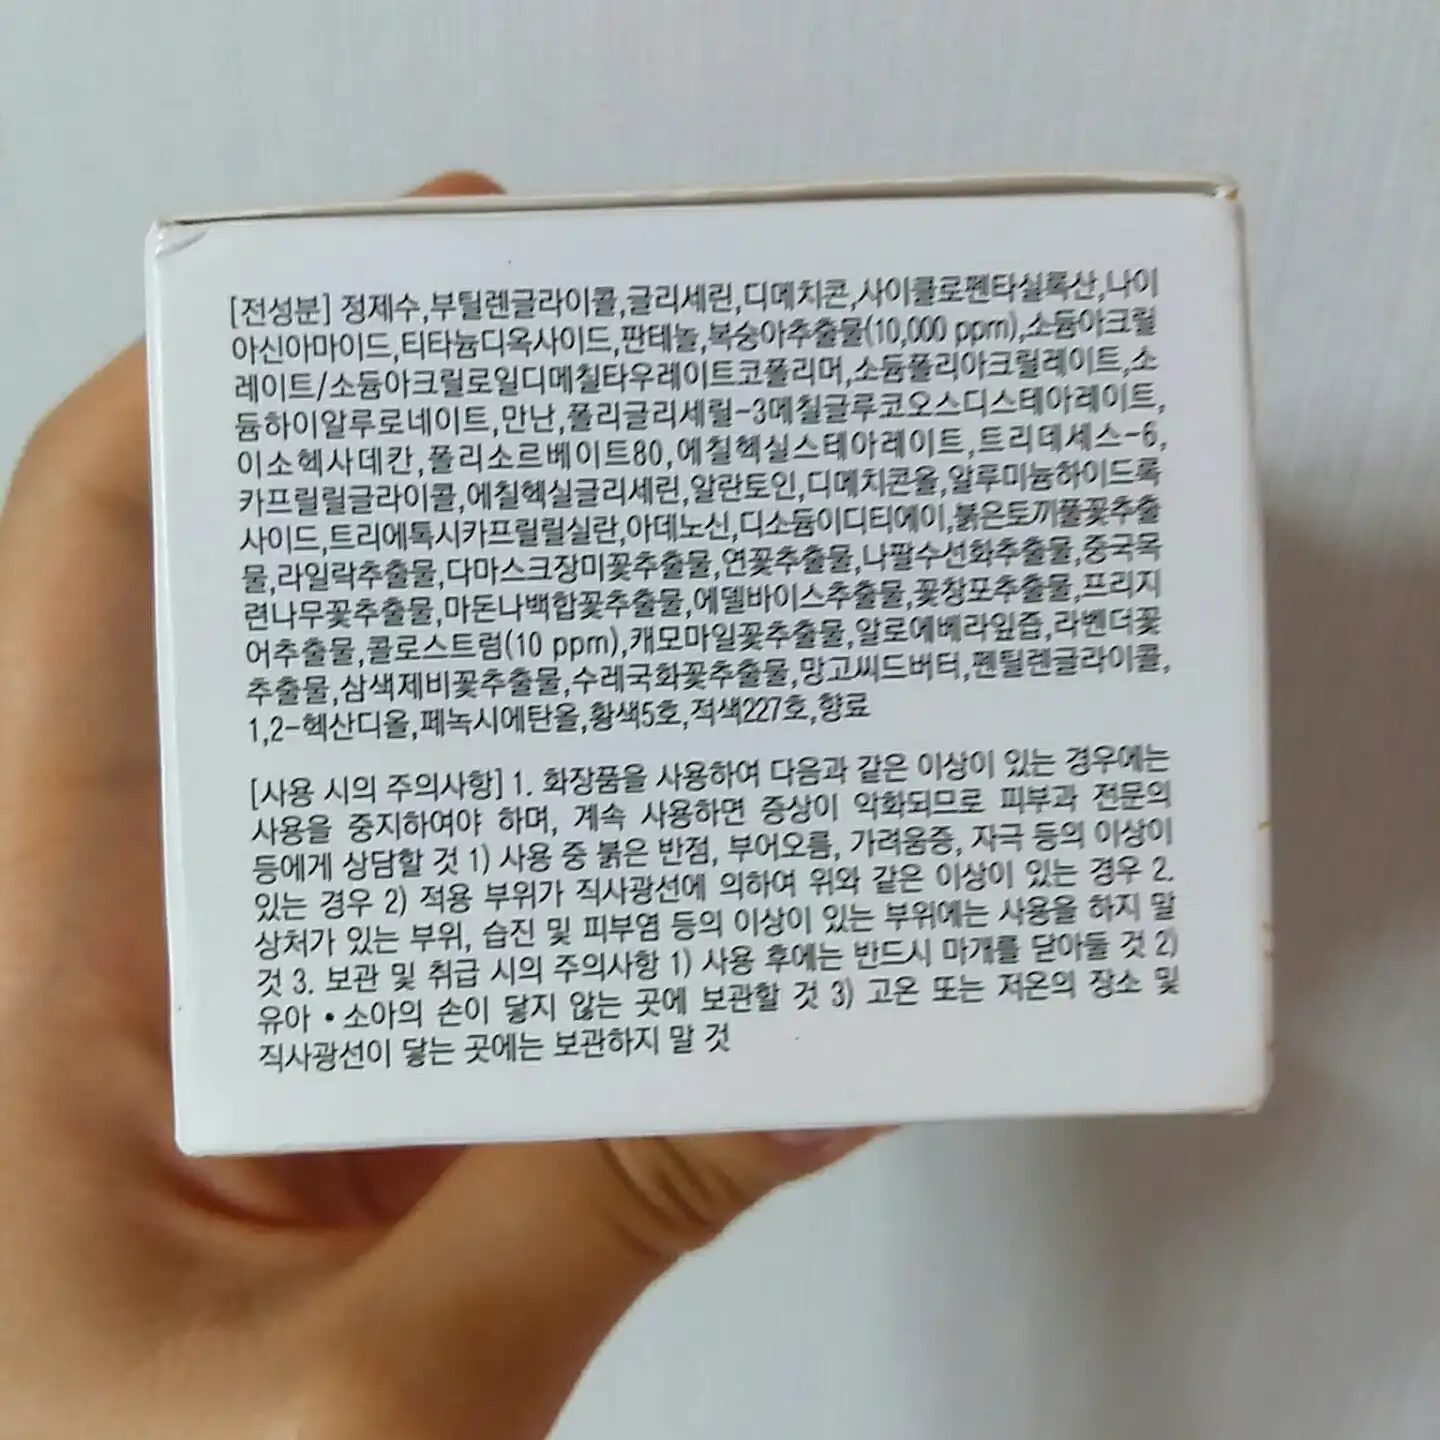 [전성분] 정제수,부틸렌글라이콜,글리세린,디메치콘,사이클로펜타실록산,나이
아신아마이드,티타늄디옥사이드,판테놀,복숭아추출물(10,000 ppm),소듐아크릴
레이트/소듐아크릴로일디메칠타우레이트코폴리머,소듐폴리아크릴레이트,소
듐하이알루로네이트,만난,폴리글리세릴-3메칠글루코오스디스테아레이트,
이소헥사데칸,폴리소르베이트80,에칠헥실스테아레이트,트리데세스-6,
카프릴릴글라이콜,에칠헥실글리세린,알란토인,디메치콘올,알루미늄하이드록
사이드,트리에톡시카프릴릴실란,아데노신,디소듐이디티에이,붉은토끼풀꽃추출
물,라일락추출물,다마스크장미꽃추출물,연꽃추출물,나팔수선화추출물,중국목
련나무꽃추출물,마돈나백합꽃추출물,에델바이스추출물,꽃창포추출물,프리지
어추출물,콜로스트럼(10 ppm),캐모마일꽃추출물,알로에베라잎즙,라벤더꽃
추출물,삼색제비꽃추출물,수레국화꽃추출물,망고씨드버터,펜틸렌글라이콜,
1,2-헥산디올,페녹시에탄올,황색5호,적색227호,향료
[사용 시의 주의사항] 1. 화장품을 사용하여 다음과 같은 이상이 있는 경우에는
사용을 중지하여야 하며, 계속 사용하면 증상이 악화되므로 피부과 전문의
등에게 상담할 것 1) 사용 중 붉은 반점, 부어오름, 가려움증, 자극 등의 이상이
있는 경우 2) 적용 부위가 직사광선에 의하여 위와 같은 이상이 있는 경우 2.
상처가 있는 부위, 습진 및 피부염 등의 이상이 있는 부위에는 사용을 하지 말
것 3. 보관 및 취급 시의 주의사항 1) 사용 후에는 반드시 마개를 닫아둘 것 2)
유아 • 소아의 손이 닿지 않는 곳에 보관할 것 3) 고온 또는 저온의 장소 및
직사광선이 닿는 곳에는 보관하지 말 것